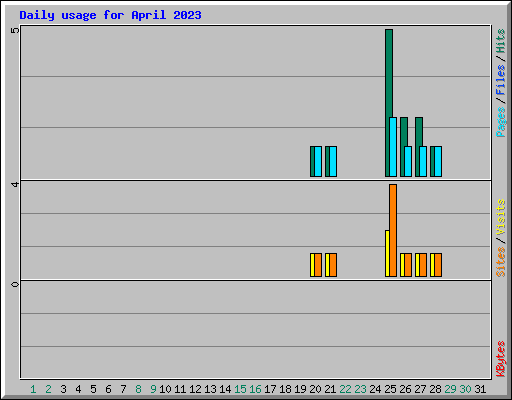 Daily usage for April 2023
5
4
0
Pages / Files / Hits
Sites / Visits
KBytes
1 2 3 4 5 6 7 8 9 10 11 12 13 14 15 16 17 18 19 20 21 22 23 24 25 26 27 28 29 30 31